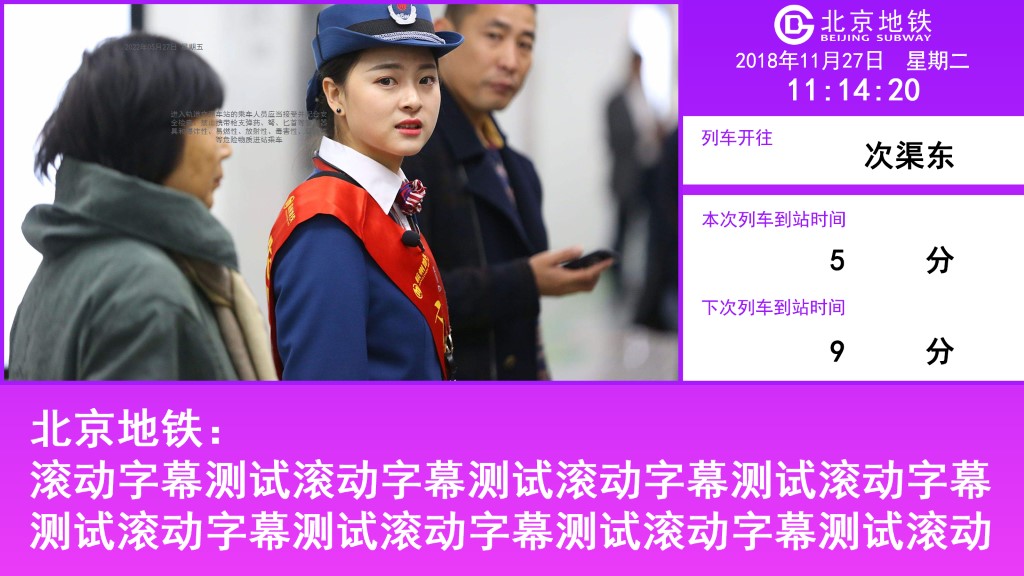 北京地铁
BEIJING SUBWAY
2018年11月27日 星期二
11:14:20
列车开往
次渠东
本次列车到站时间
5 分
下次列车到站时间
9 分
北京地铁：
滚动字幕测试滚动字幕测试滚动字幕测试滚动字幕
测试滚动字幕测试滚动字幕测试滚动字幕测试滚动